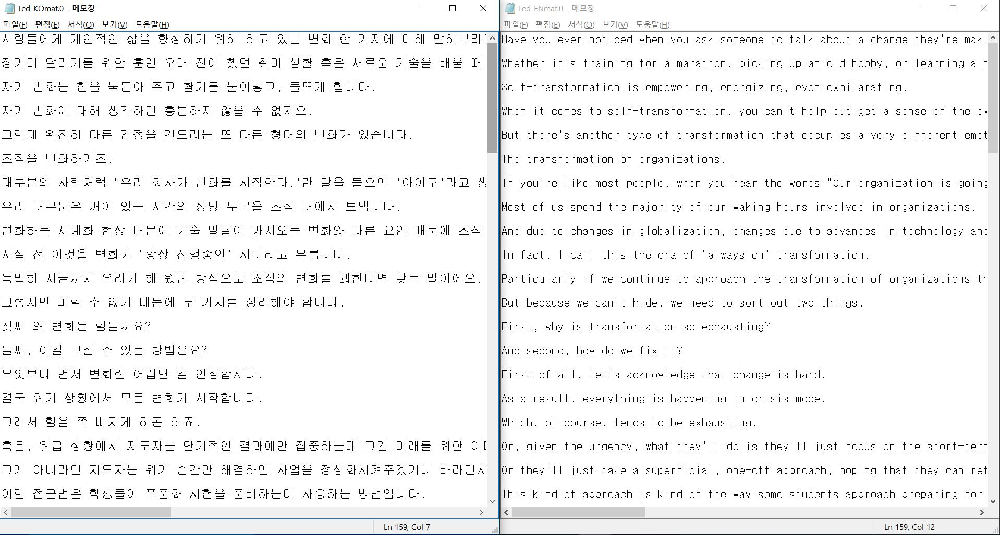 Ted_KOmat.0 - 메모장
파일(F) 편집(E) 서식(O) 보기(V) 도움말(H)
사람들에게 개인적인 삶을 향상하기 위해 하고 있는 변화 한 가지에 대해 말해보라고
장거리 달리기를 위한 훈련 오래 전에 했던 취미 생활 혹은 새로운 기술을 배울 때
자기 변화는 힘을 북돋아 주고 활기를 불어넣고, 들뜨게 합니다.
자기 변화에 대해 생각하면 흥분하지 않을 수 없지요.
그런데 완전히 다른 감정을 건드리는 또 다른 형태의 변화가 있습니다.
조직을 변화하기죠.
대부분의 사람처럼 "우리 회사가 변화를 시작한다."란 말을 들으면 "아이구"라고 생
우리 대부분은 깨어 있는 시간의 상당 부분을 조직 내에서 보냅니다.
변화하는 세계화 현상 때문에 기술 발달이 가져오는 변화와 다른 요인 때문에 조직
사실 전 이것을 변화가 "항상 진행중인" 시대라고 부릅니다.
특별히 지금까지 우리가 해 왔던 방식으로 조직의 변화를 꾀한다면 맞는 말이에요.
그렇지만 피할 수 없기 때문에 두 가지를 정리해야 합니다.
첫째 왜 변화는 힘들까요?
둘째, 이걸 고칠 수 있는 방법은요?
무엇보다 먼저 변화란 어렵단 걸 인정합시다.
결국 위기 상황에서 모든 변화가 시작합니다.
그래서 힘을 쭉 빠지게 하곤 하죠.
혹은, 위급 상황에서 지도자는 단기적인 결과에만 집중하는데 그건 미래를 위한
그게 아니라면 지도자는 위기 순간만 해결하면 사업을 정상화시켜주겠거니 바라면서
이런 접근법은 학생들이 표준화 시험을 준비하는데 사용하는 방법입니다.
Ln 159, Col 7
Ted_ENmat.0 - 메모장
파일(F) 편집(E) 서식(O) 보기(V) 도움말(H)
Have you ever noticed when you ask someone to talk about a change they're maki
Whether it's training for a marathon, picking up an old hobby, or learning a
Self-transformation is empowering, energizing, even exhilarating.
When it comes to self-transformation, you can't help but get a sense of the ex
But there's another type of transformation that occupies a very different emot
The transformation of organizations.
If you're like most people, when you hear the words "Our organization is going
Most of us spend the majority of our waking hours involved in organizations.
And due to changes in globalization, changes due to advances in technology and
In fact, I call this the era of "always-on" transformation.
Particularly if we continue to approach the transformation of organizations th
But because we can't hide, we need to sort out two things.
First, why is transformation so exhausting?
And second, how do we fix it?
First of all, let's acknowledge that change is hard.
As a result, everything is happening in crisis mode.
Which, of course, tends to be exhausting.
Or, given the urgency, what they'll do is they'll just focus on the short-term
Or they'll just take a superficial, one-off approach, hoping that they can ret
This kind of approach is kind of the way some students approach preparing for
Ln 159, Col 12